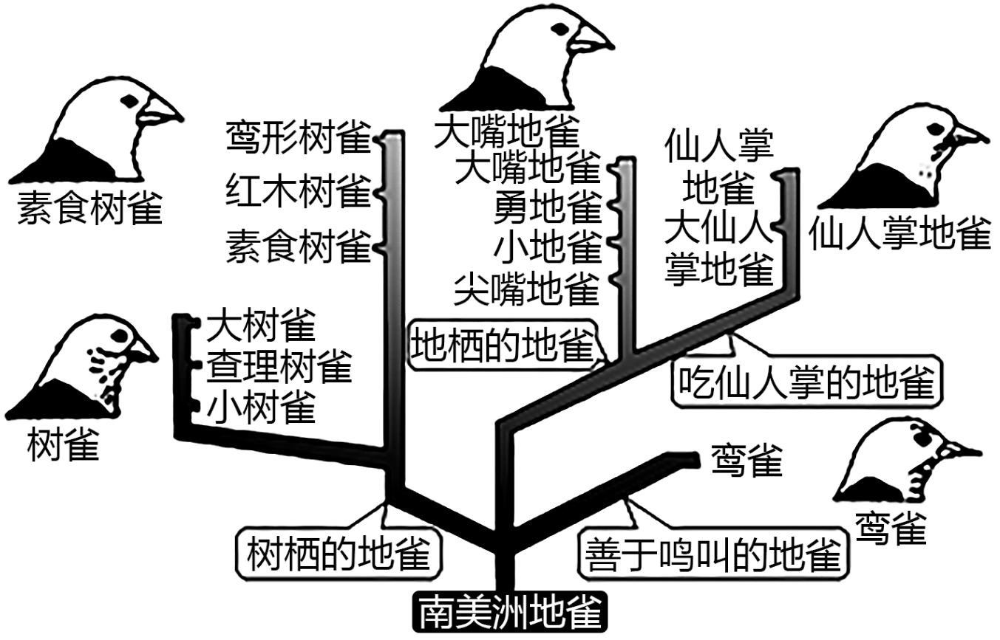 大嘴地雀
素食树雀
鸾形树雀
红木树雀
素食树雀
大嘴地雀
勇地雀
小地雀
尖嘴地雀
仙人掌
地雀
大仙人
掌地雀
仙人掌地雀
大树雀
查理树雀
小树雀
树雀
地栖的地雀
吃仙人掌的地雀
鸾雀
鸾雀
树栖的地雀
善于鸣叫的地雀
南美洲地雀